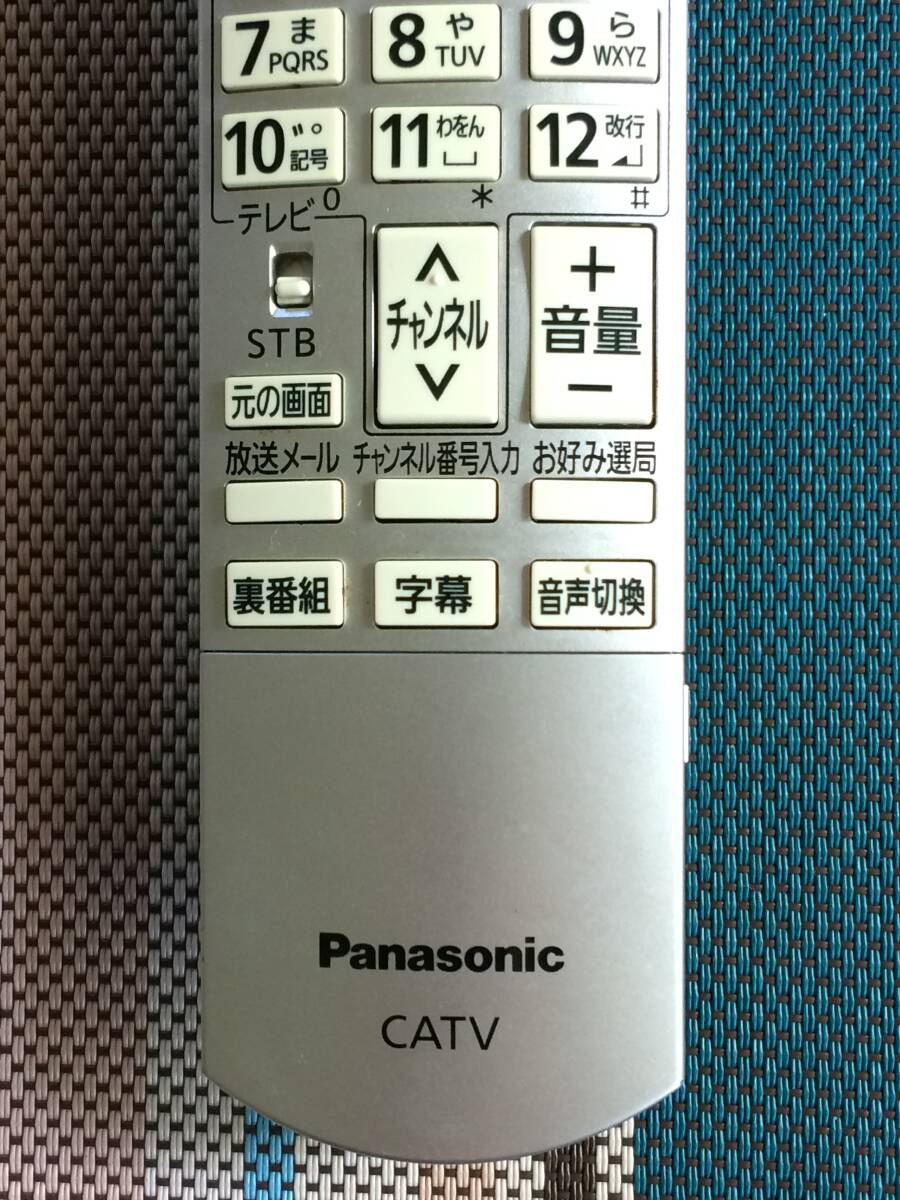 7 ま PQRS
8 や TUV
9 ら WXYZ
10 ゛゜ 記号
11 わをん ⎵
12 改行
0
*
#
テレビ
STB
∧
チャンネル
∨
+
音量
−
元の画面
放送メール
チャンネル番号入力
お好み選局
裏番組
字幕
音声切換
Panasonic
CATV